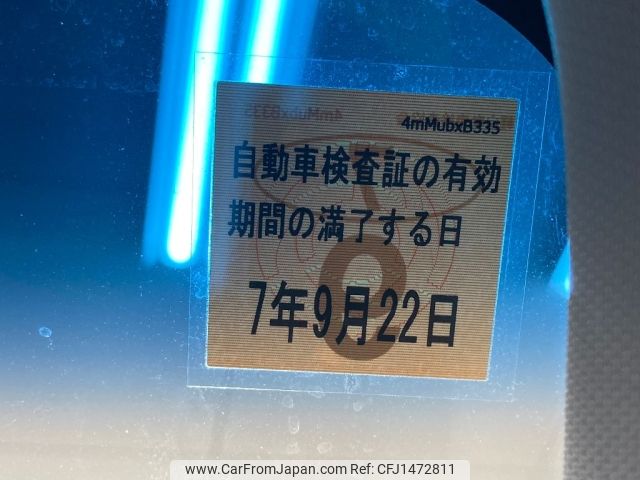 4mMubxB335
自動車検査証の有効
期間の満了する日
7年9月22日
www.CarFromJapan.com | CFJ1472811